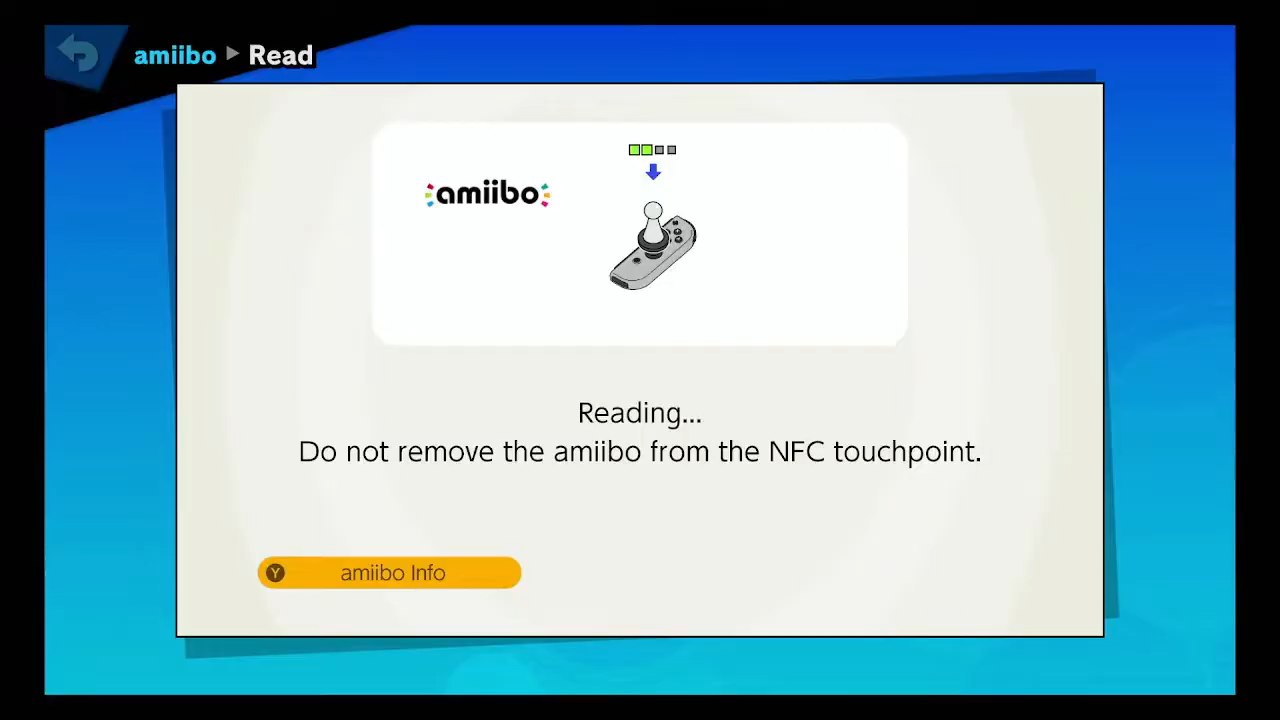 amiibo ▶ Read
amiibo
Reading...
Do not remove the amiibo from the NFC touchpoint.
Y amiibo Info